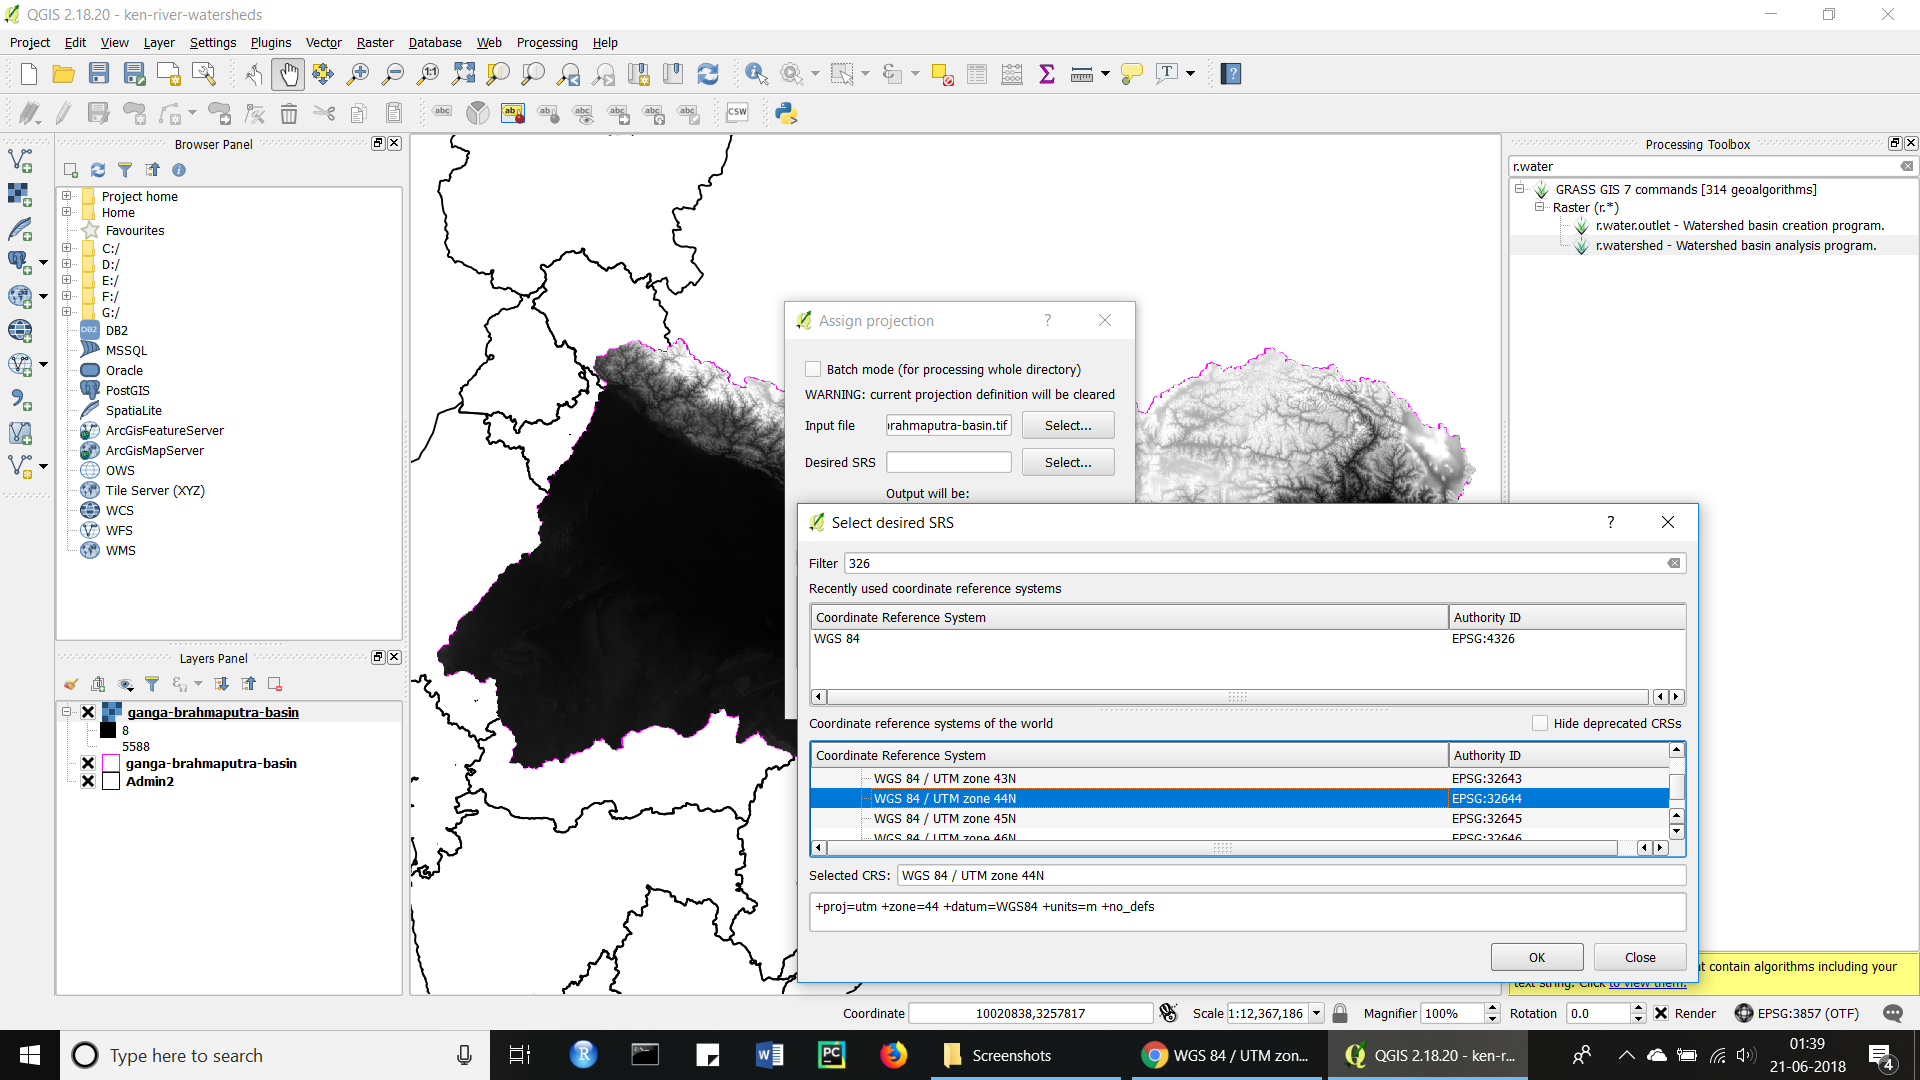 QGIS 2.18.20 - ken-river-watersheds
Project Edit View Layer Settings Plugins Vector Raster Database Web Processing Help
Browser Panel
Project home
Home
Favourites
C:/
D:/
E:/
F:/
G:/
DB2
MSSQL
Oracle
PostGIS
SpatiaLite
ArcGisFeatureServer
ArcGisMapServer
OWS
Tile Server (XYZ)
WCS
WFS
WMS
Layers Panel
ganga-brahmaputra-basin
8
5588
ganga-brahmaputra-basin
Admin2
Assign projection
Batch mode (for processing whole directory)
WARNING: current projection definition will be cleared
Input file rahmaputra-basin.tif Select...
Desired SRS Select...
Output will be:
Select desired SRS
Filter 326
Recently used coordinate reference systems
Coordinate Reference System Authority ID
WGS 84 EPSG:4326
Coordinate reference systems of the world Hide deprecated CRSs
Coordinate Reference System Authority ID
WGS 84 / UTM zone 43N EPSG:32643
WGS 84 / UTM zone 44N EPSG:32644
WGS 84 / UTM zone 45N EPSG:32645
WGS 84 / UTM zone 46N EPSG:32646
Selected CRS: WGS 84 / UTM zone 44N
+proj=utm +zone=44 +datum=WGS84 +units=m +no_defs
OK Close
Processing Toolbox
r.water
GRASS GIS 7 commands [314 geoalgorithms]
Raster (r.*)
r.water.outlet - Watershed basin creation program.
r.watershed - Watershed basin analysis program.
t contain algorithms including your
text string. Click to view them.
Coordinate 10020838,3257817 Scale 1:12,367,186 Magnifier 100% Rotation 0.0 Render EPSG:3857 (OTF)
Type here to search
Screenshots
WGS 84 / UTM zon...
QGIS 2.18.20 - ken-r...
01:39
21-06-2018
4